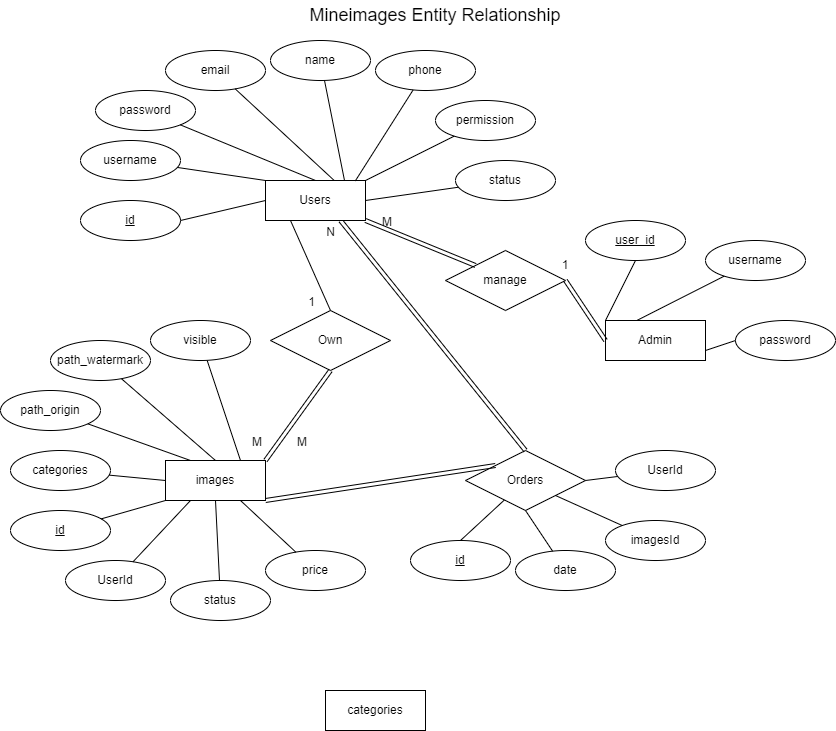 Mineimages Entity Relationship
name
email
phone
password
permission
username
status
Users
id
M
N
user_id
manage
1
username
1
visible
Own
Admin
password
path_watermark
path_origin
M
M
categories
images
Orders
UserId
id
imagesId
UserId
price
id
date
status
categories